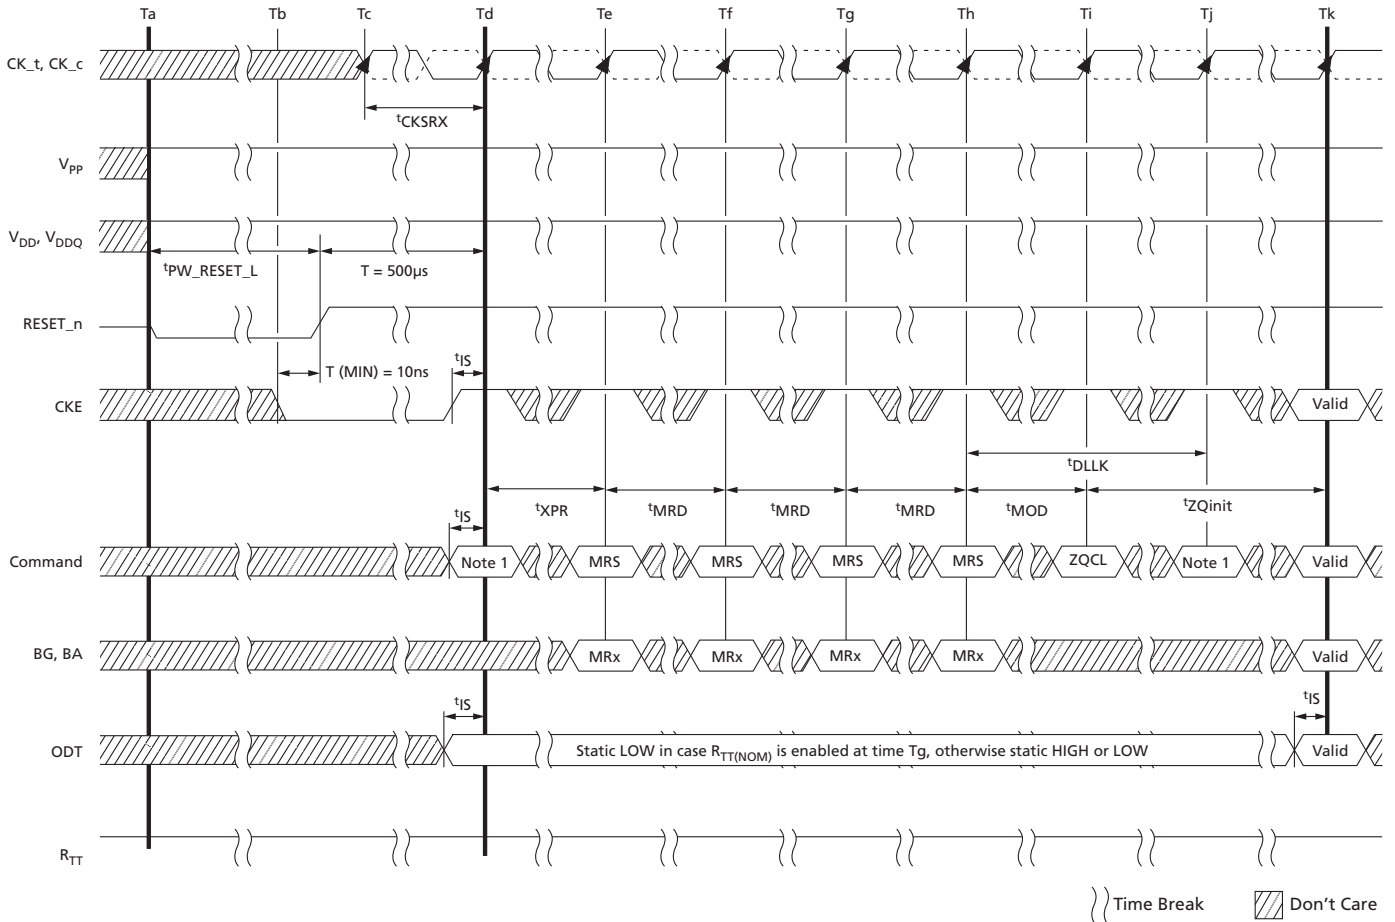 Ta Tb Tc Td Te Tf Tg Th Ti Tj Tk
CK_t, CK_c
tCKSRX
VPP
VDD, VDDQ
tPW_RESET_L T = 500μs
RESET_n
T (MIN) = 10ns tIS
CKE Valid
tDLLK
tXPR tMRD tMRD tMRD tMOD tZQinit
tIS
Command Note 1 MRS MRS MRS MRS ZQCL Note 1 Valid
BG, BA MRx MRx MRx MRx Valid
tIS tIS
ODT Static LOW in case RTT(NOM) is enabled at time Tg, otherwise static HIGH or LOW Valid
RTT
Time Break Don't Care